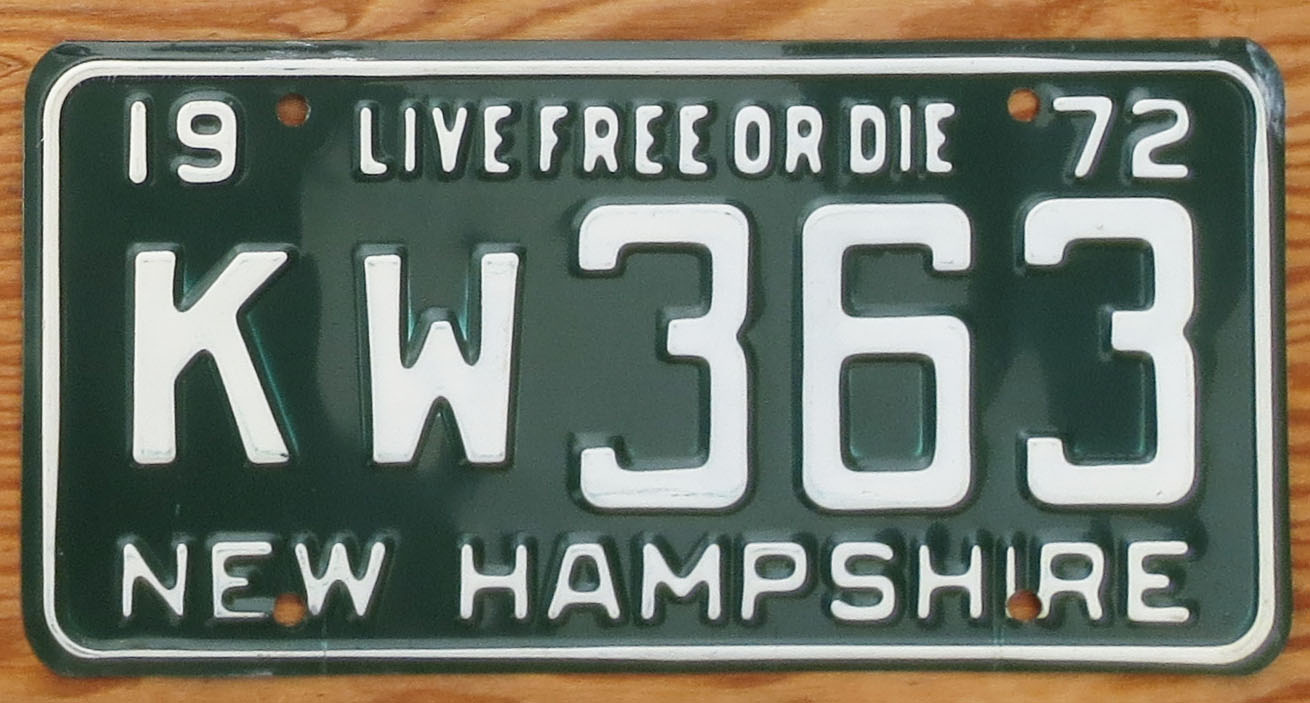 19 LIVE FREE OR DIE 72
KW363
NEW HAMPSHIRE